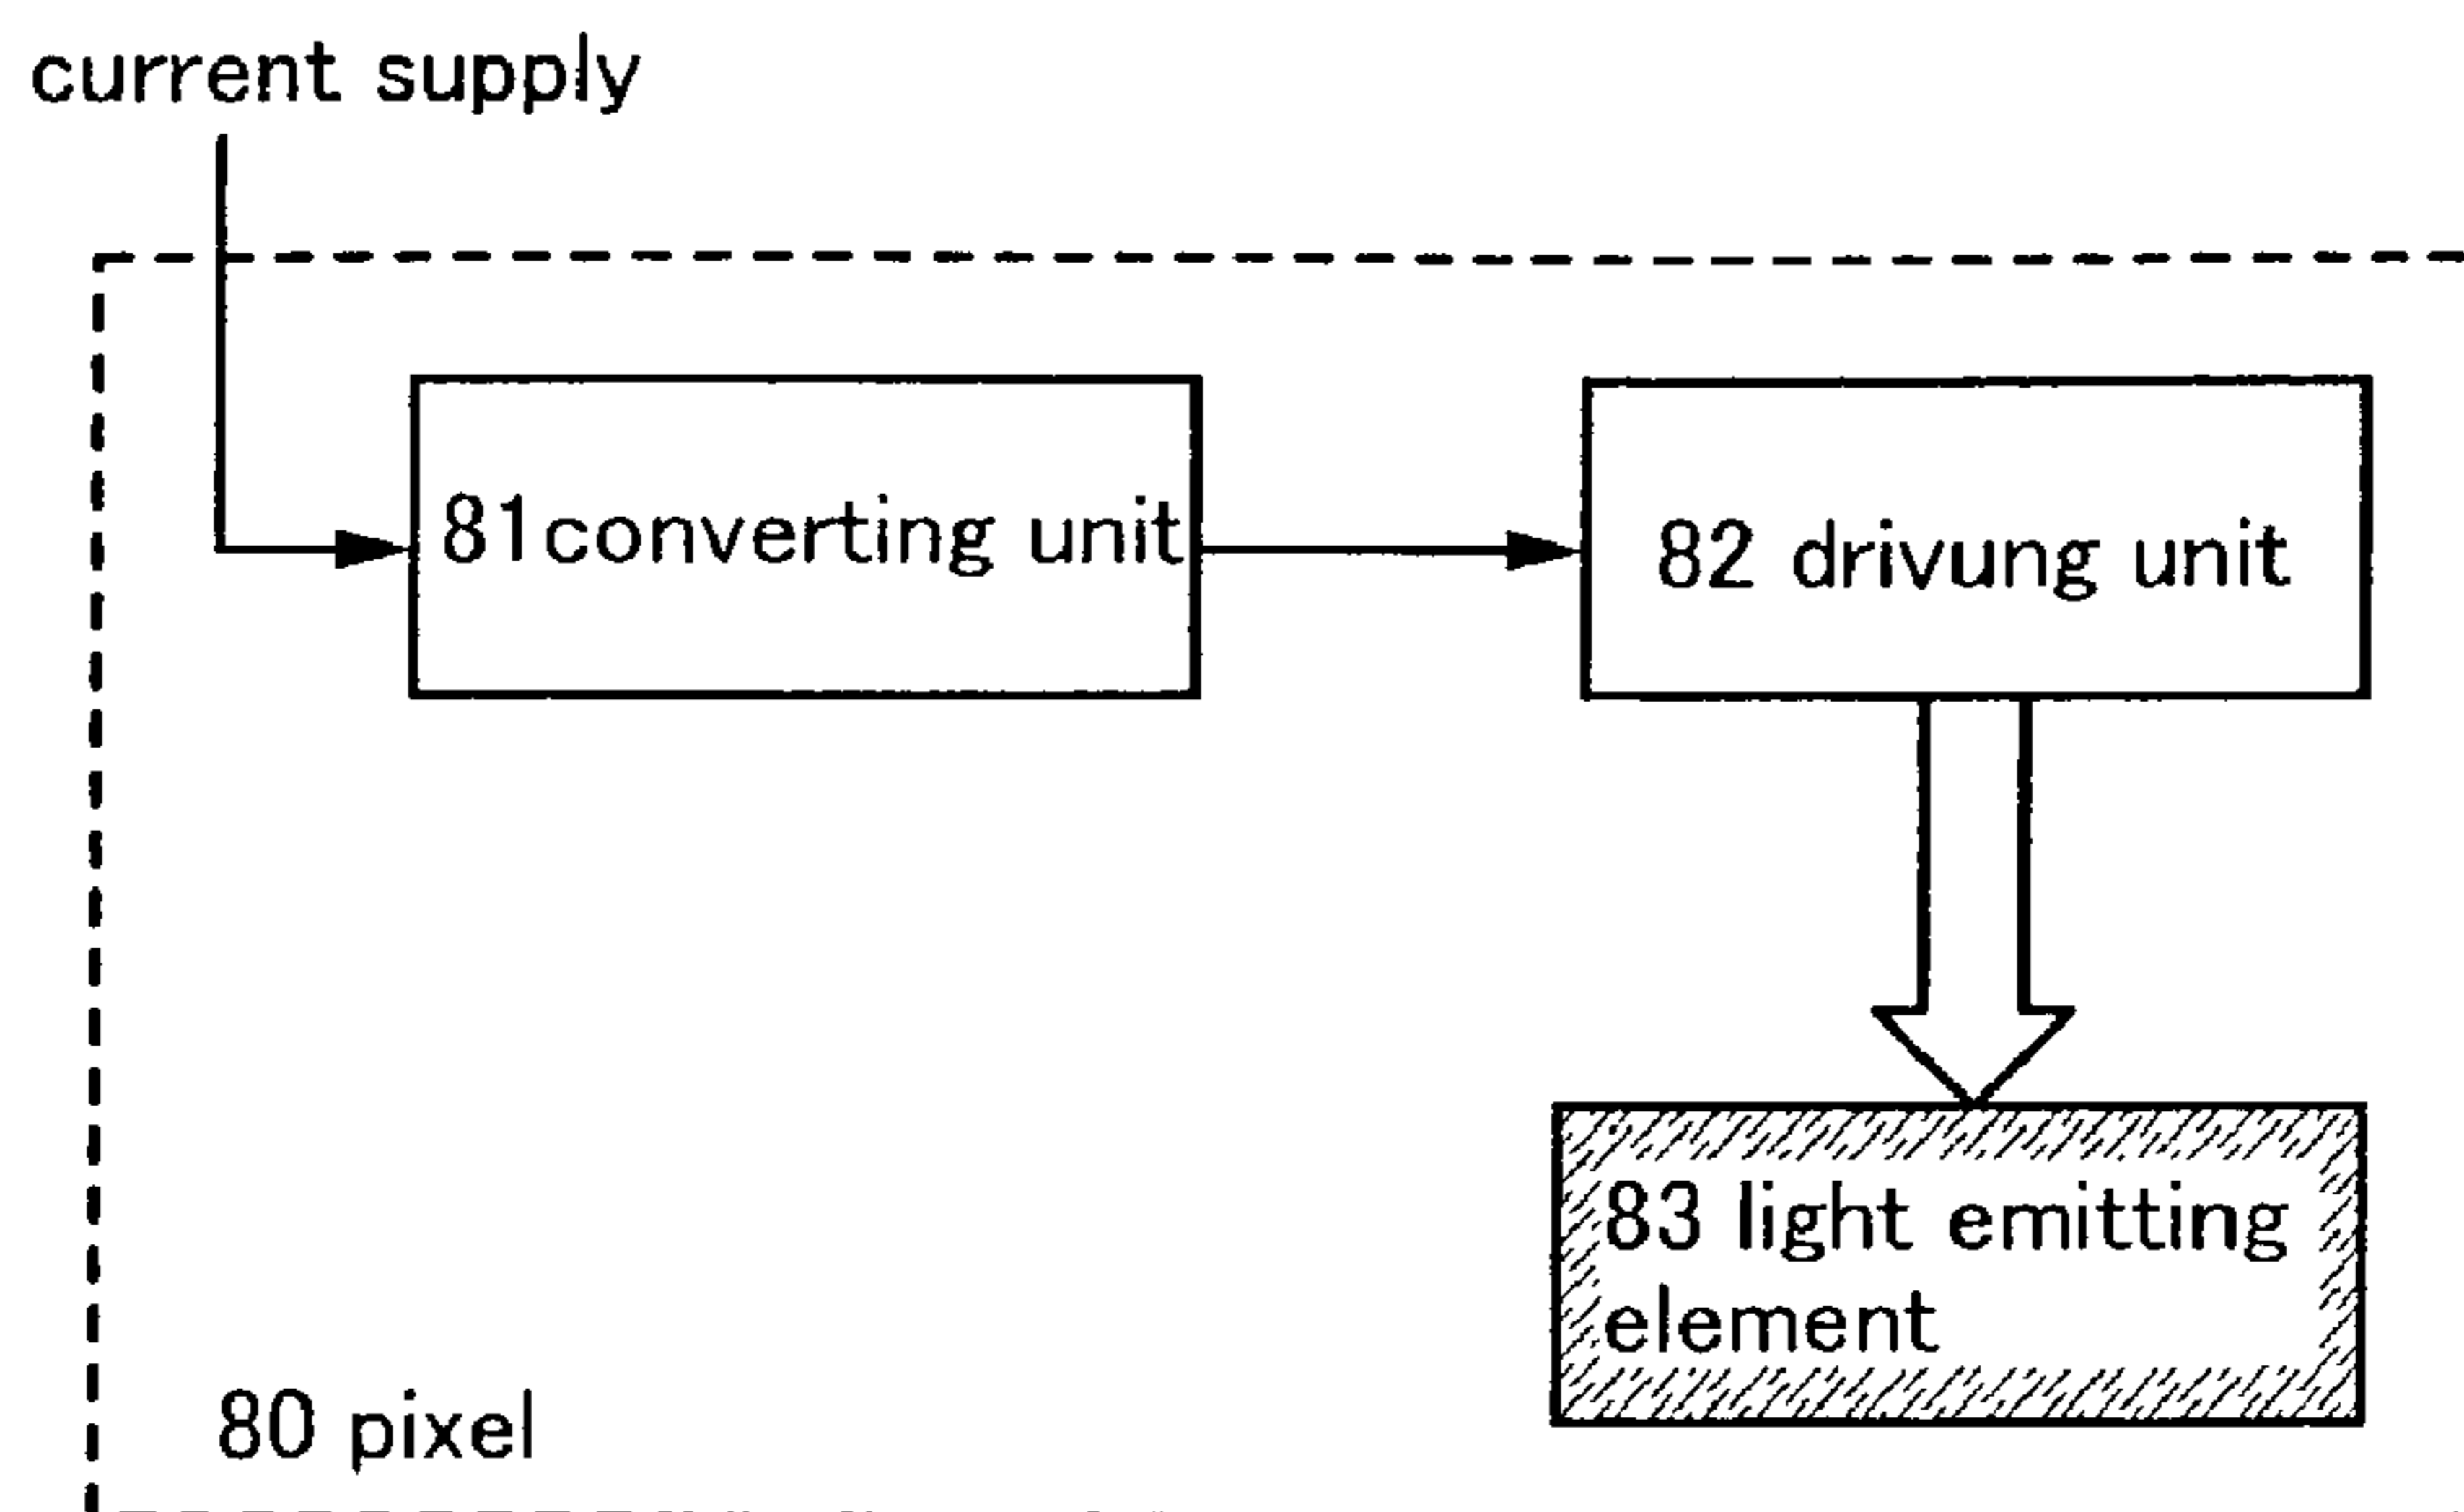 current supply
81converting unit
82 drivung unit
83 light emitting
element
80 pixel